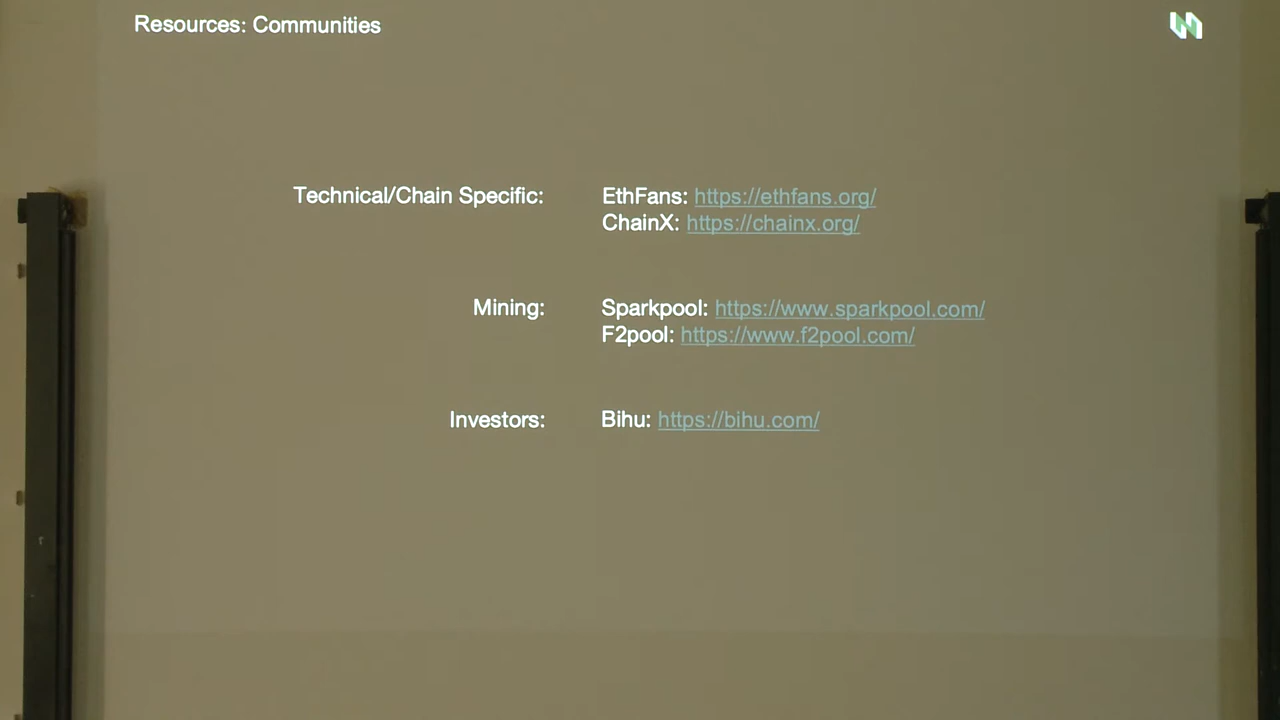 Resources: Communities
Technical/Chain Specific: EthFans: https://ethfans.org/
ChainX: https://chainx.org/
Mining: Sparkpool: https://www.sparkpool.com/
F2pool: https://www.f2pool.com/
Investors: Bihu: https://bihu.com/